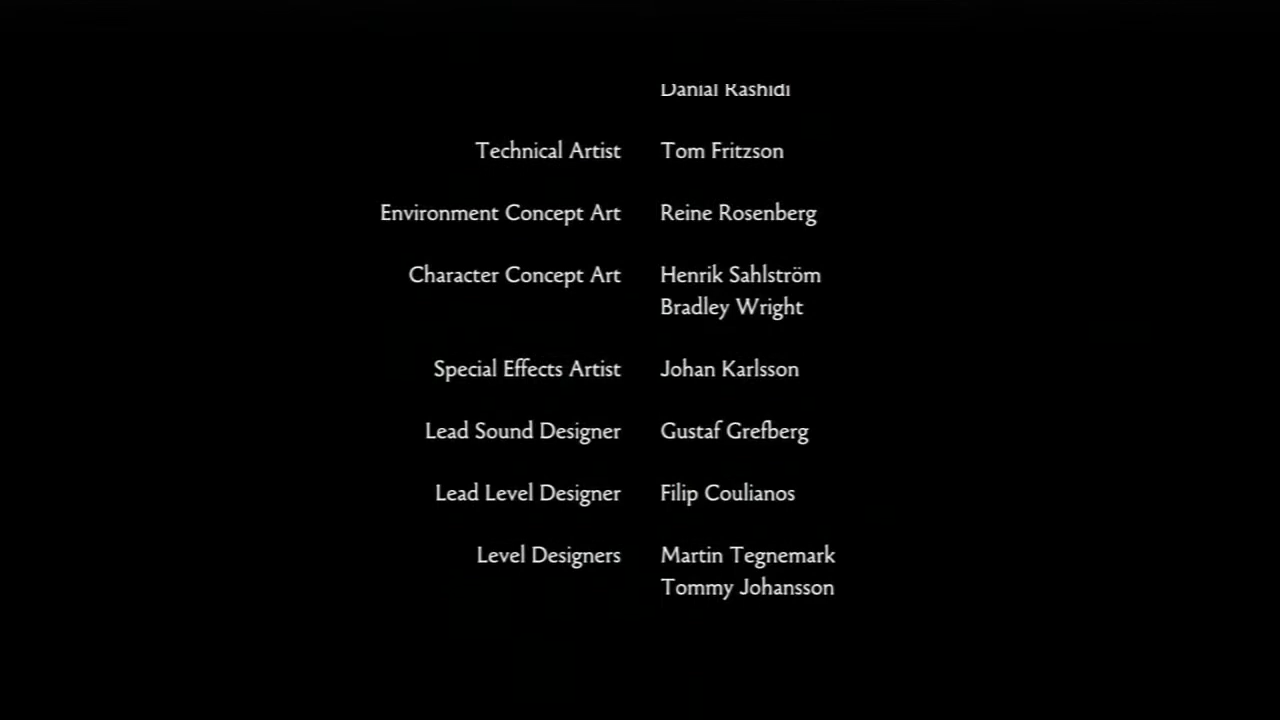 Danial Rashidi
Technical Artist Tom Fritzson
Environment Concept Art Reine Rosenberg
Character Concept Art Henrik Sahlström
Bradley Wright
Special Effects Artist Johan Karlsson
Lead Sound Designer Gustaf Grefberg
Lead Level Designer Filip Coulianos
Level Designers Martin Tegnemark
Tommy Johansson